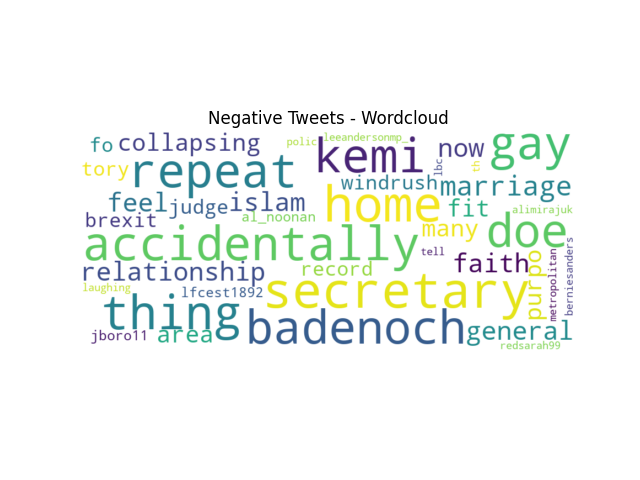 Negative Tweets - Wordcloud
fo collapsing polic leeandersonmp_ kemi now gay
tory repeat lbc th
windrush marriage
feel judge islam home fit alimirajuk
brexit al_noonan many doe
accidentally tell faith
relationship record purpo metropolitan berniesanders
laughing lfcest1892 secretary
thing badenoch general
jboro11 area redsarah99